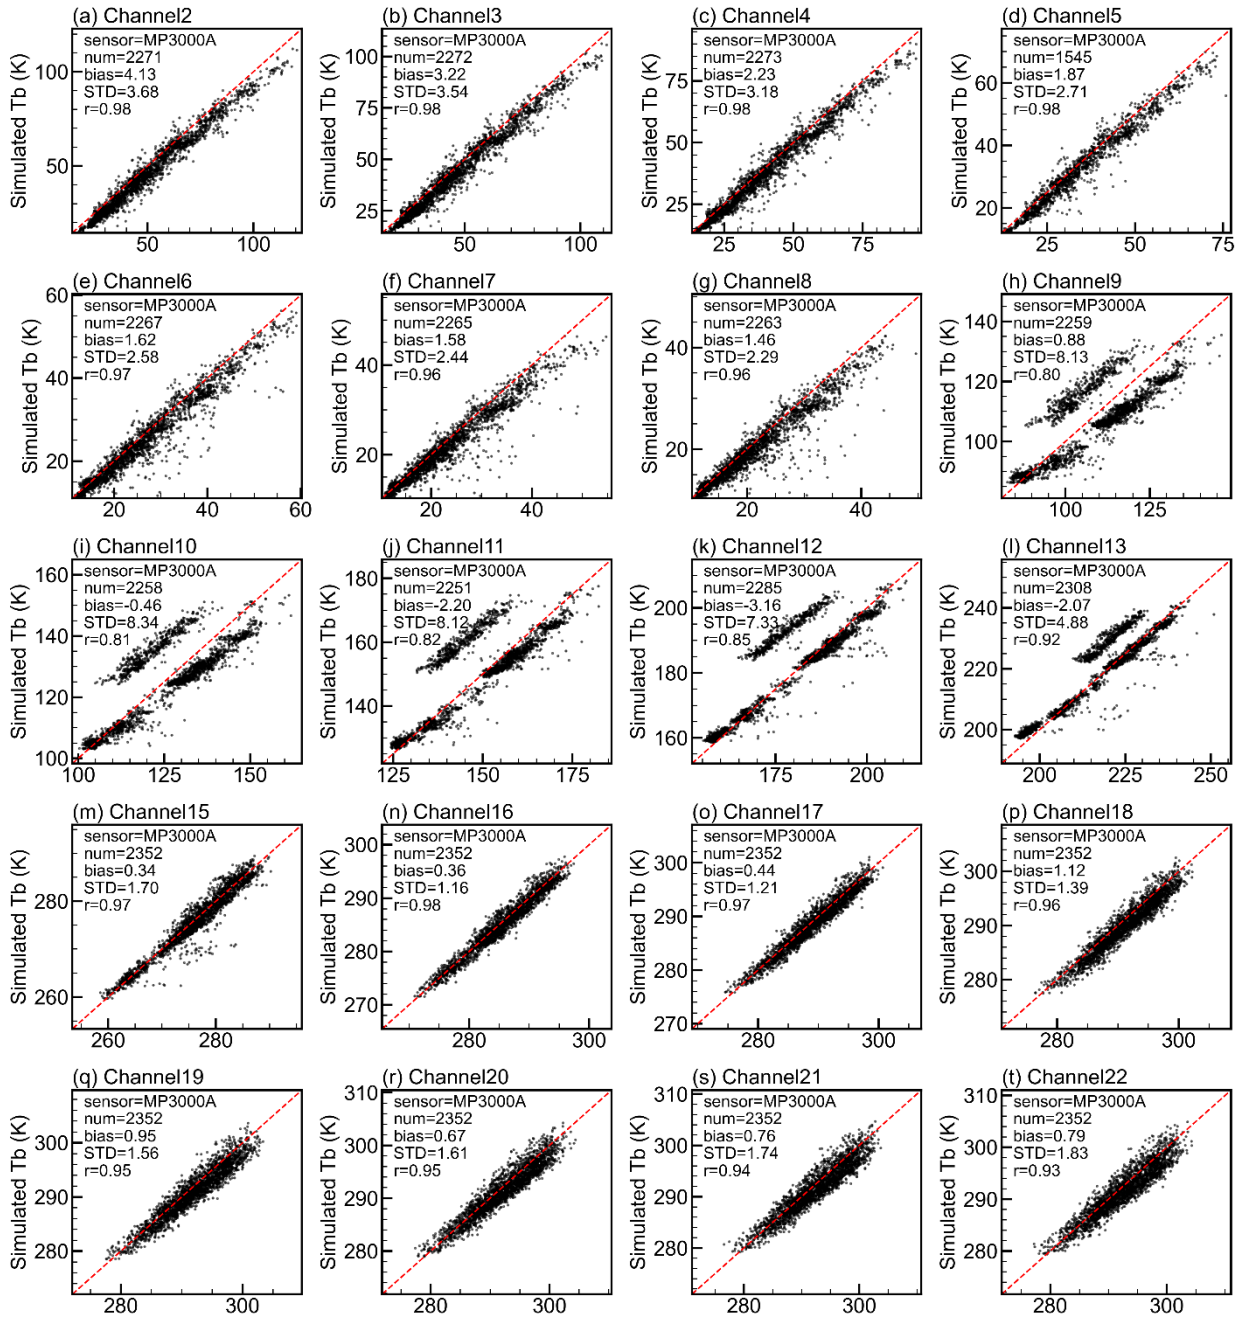 (a) Channel2
sensor=MP3000A
num=2271
bias=4.13
STD=3.68
r=0.98
Simulated Tb (K)
100
50
50 100
(b) Channel3
sensor=MP3000A
num=2272
bias=3.22
STD=3.54
r=0.98
Simulated Tb (K)
100
75
50
25
50 100
(c) Channel4
sensor=MP3000A
num=2273
bias=2.23
STD=3.18
r=0.98
Simulated Tb (K)
75
50
25
25 50 75
(d) Channel5
sensor=MP3000A
num=1545
bias=1.87
STD=2.71
r=0.98
Simulated Tb (K)
60
40
20
25 50 75
(e) Channel6
sensor=MP3000A
num=2267
bias=1.62
STD=2.58
r=0.97
Simulated Tb (K)
60
40
20
20 40 60
(f) Channel7
sensor=MP3000A
num=2265
bias=1.58
STD=2.44
r=0.96
Simulated Tb (K)
40
20
20 40
(g) Channel8
sensor=MP3000A
num=2263
bias=1.46
STD=2.29
r=0.96
Simulated Tb (K)
40
20
20 40
(h) Channel9
sensor=MP3000A
num=2259
bias=0.88
STD=8.13
r=0.80
Simulated Tb (K)
140
120
100
100 125
(i) Channel10
sensor=MP3000A
num=2258
bias=-0.46
STD=8.34
r=0.81
Simulated Tb (K)
160
140
120
100
100 125 150
(j) Channel11
sensor=MP3000A
num=2251
bias=-2.20
STD=8.12
r=0.82
Simulated Tb (K)
180
160
140
125 150 175
(k) Channel12
sensor=MP3000A
num=2285
bias=-3.16
STD=7.33
r=0.85
Simulated Tb (K)
200
180
160
175 200
(l) Channel13
sensor=MP3000A
num=2308
bias=-2.07
STD=4.88
r=0.92
Simulated Tb (K)
240
220
200
200 225 250
(m) Channel15
sensor=MP3000A
num=2352
bias=0.34
STD=1.70
r=0.97
Simulated Tb (K)
280
260
260 280
(n) Channel16
sensor=MP3000A
num=2352
bias=0.36
STD=1.16
r=0.98
Simulated Tb (K)
300
290
280
270
280 300
(o) Channel17
sensor=MP3000A
num=2352
bias=0.44
STD=1.21
r=0.97
Simulated Tb (K)
300
290
280
270
280 300
(p) Channel18
sensor=MP3000A
num=2352
bias=1.12
STD=1.39
r=0.96
Simulated Tb (K)
300
290
280
280 300
(q) Channel19
sensor=MP3000A
num=2352
bias=0.95
STD=1.56
r=0.95
Simulated Tb (K)
300
290
280
280 300
(r) Channel20
sensor=MP3000A
num=2352
bias=0.67
STD=1.61
r=0.95
Simulated Tb (K)
310
300
290
280
280 300
(s) Channel21
sensor=MP3000A
num=2352
bias=0.76
STD=1.74
r=0.94
Simulated Tb (K)
310
300
290
280
280 300
(t) Channel22
sensor=MP3000A
num=2352
bias=0.79
STD=1.83
r=0.93
Simulated Tb (K)
310
300
290
280
280 300